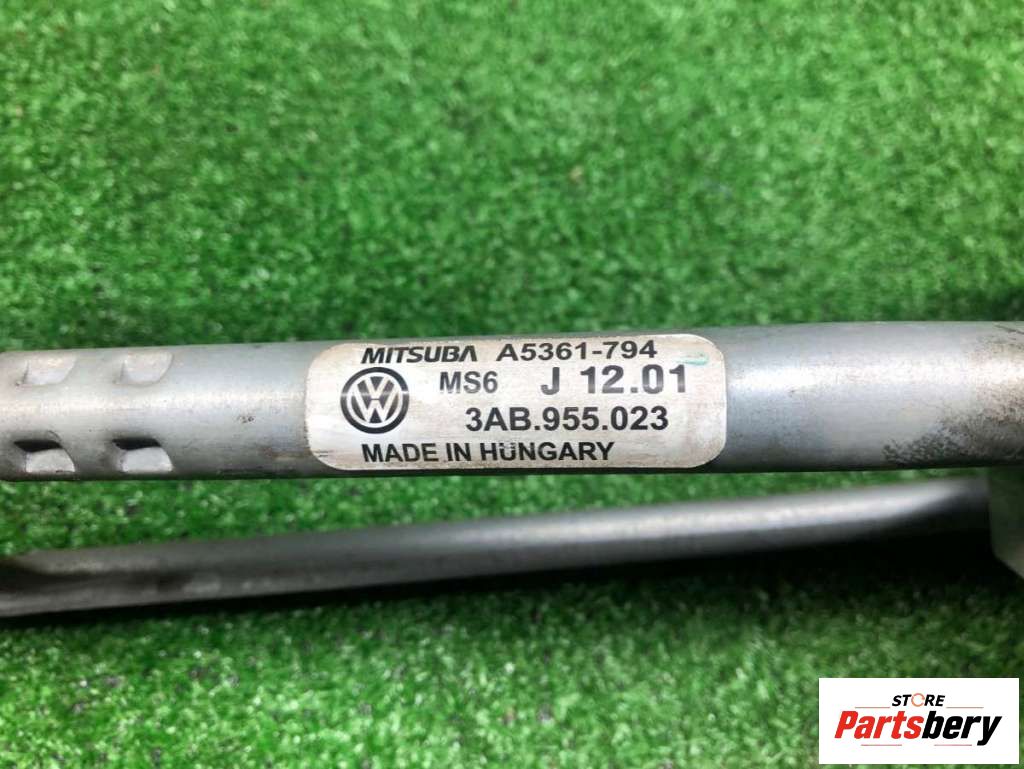 MITSUBA A5361-794
MS6 J 12.01
3AB.955.023
MADE IN HUNGARY
STORE
Partsbery